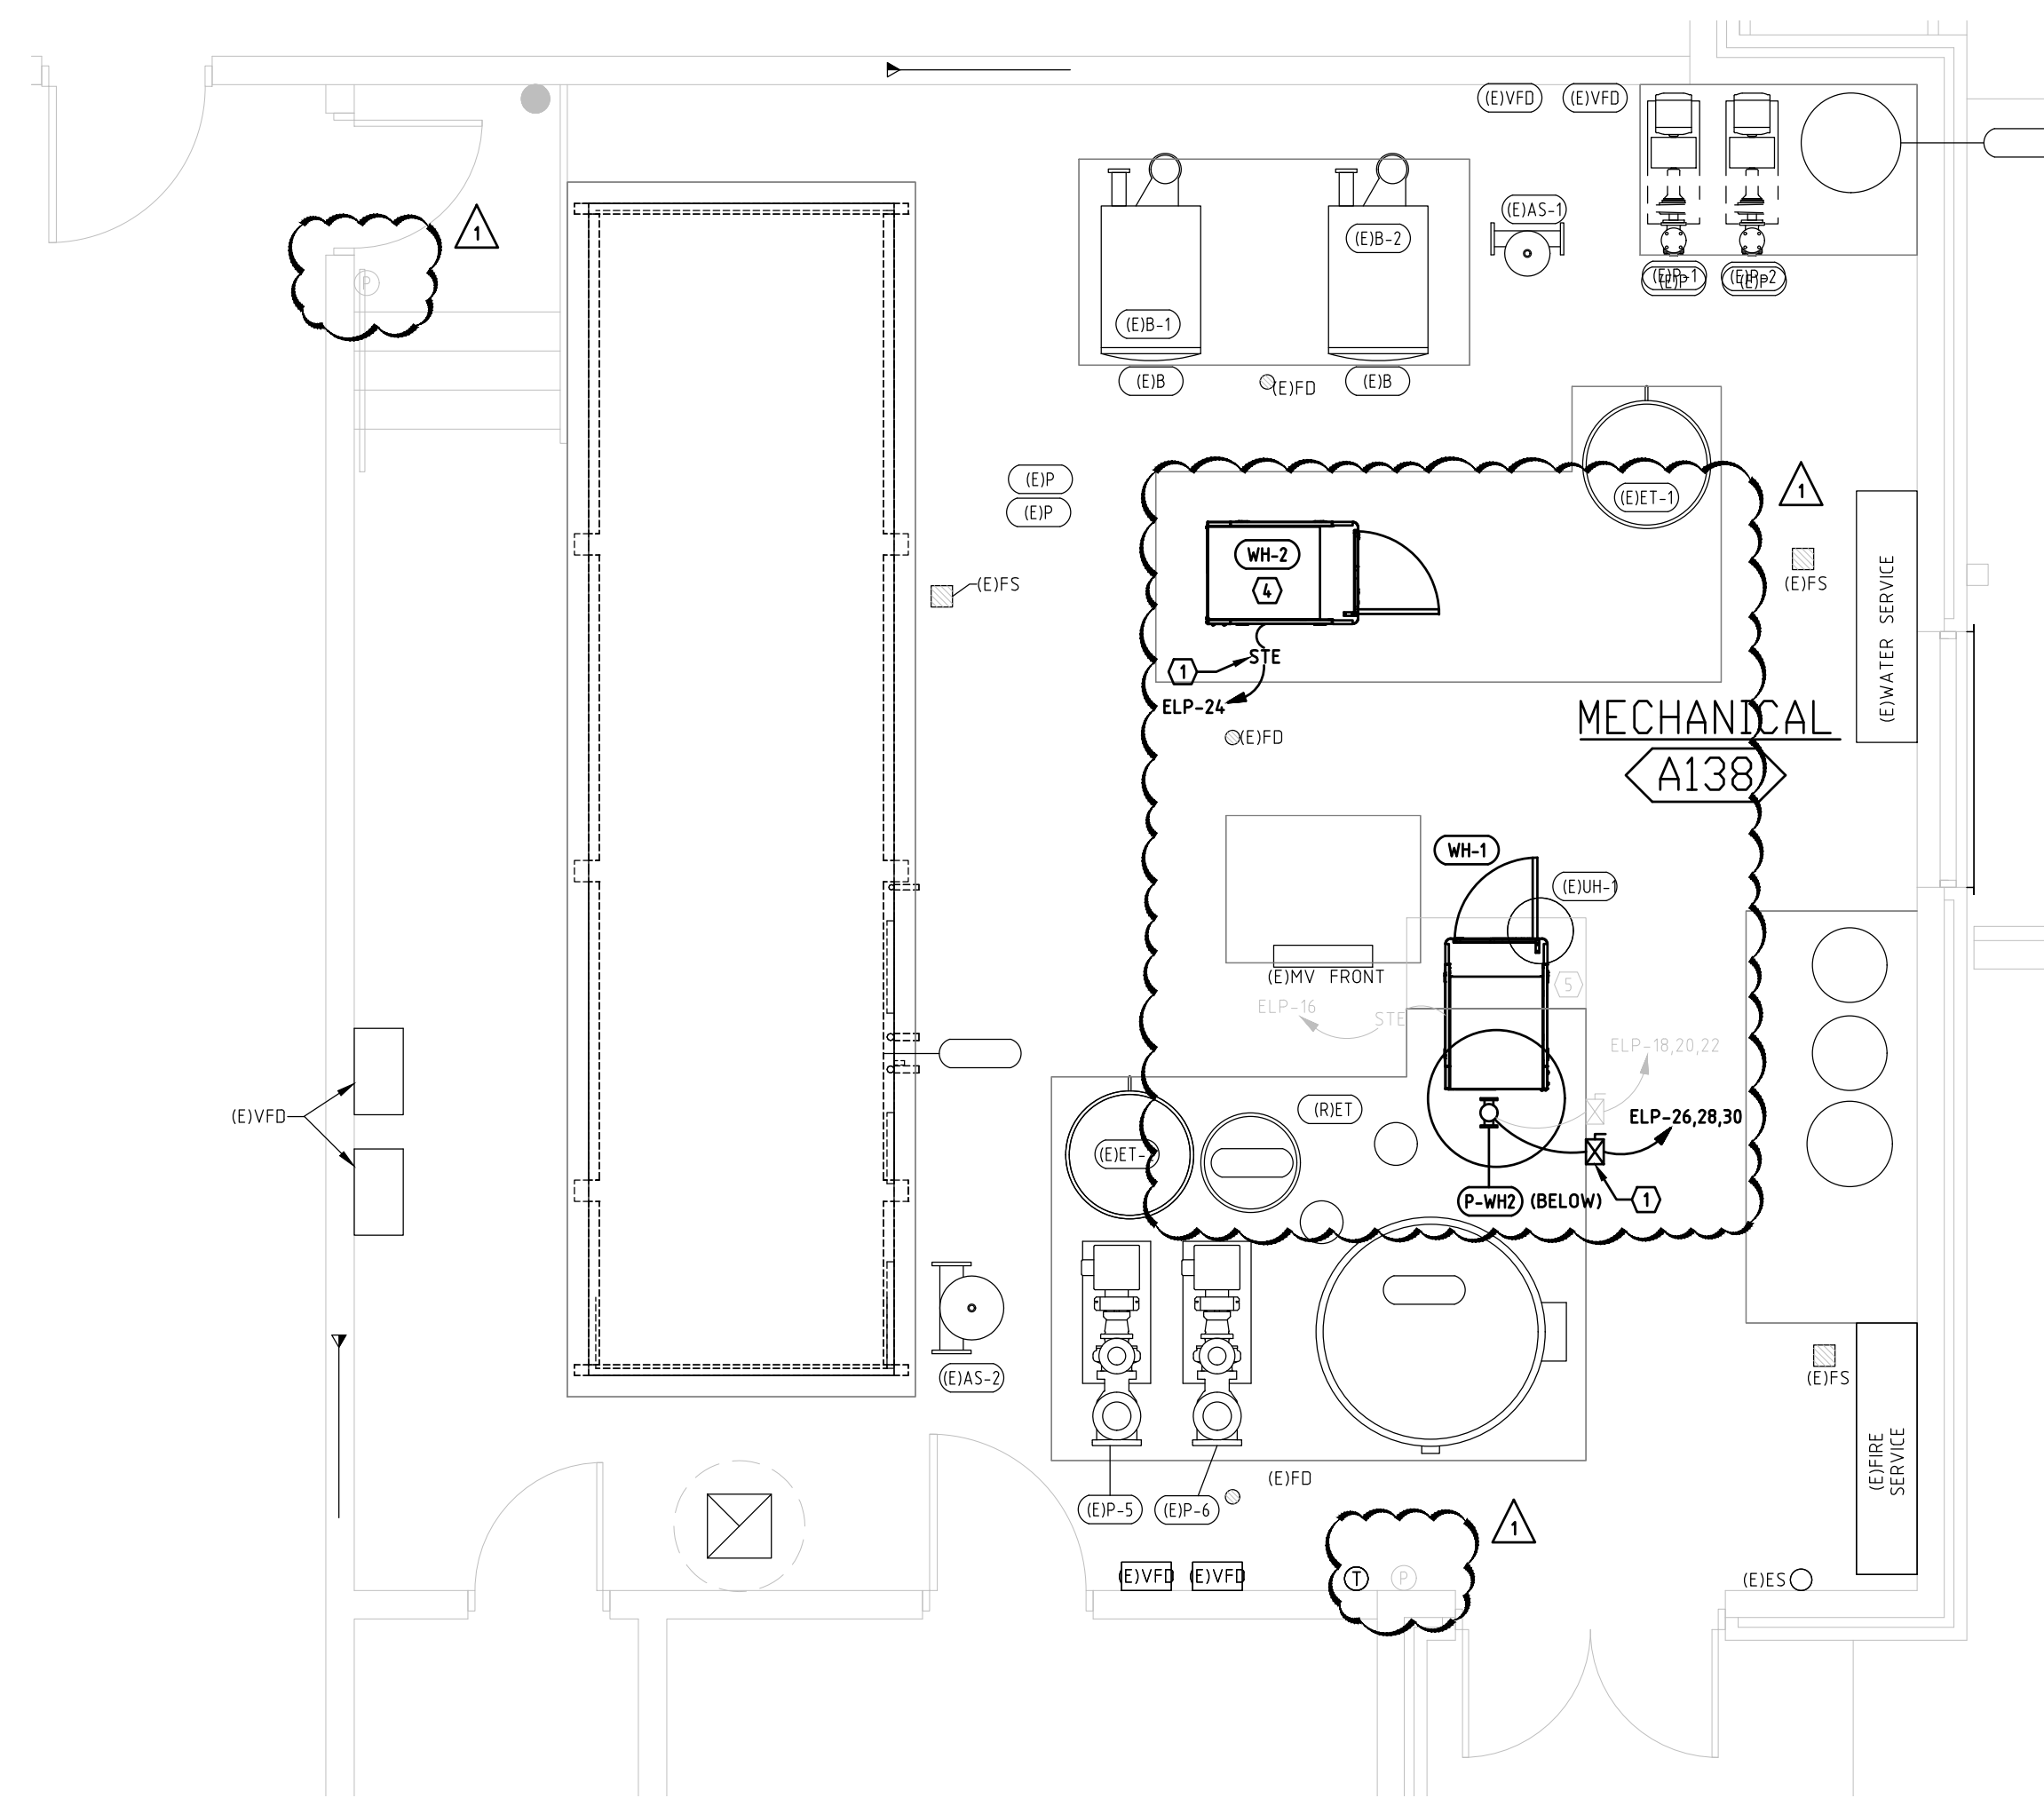 (E)VFD
(E)VFD
1
P
(E)AS-1
(E)B-2
(E)P-1
(E)P
(E)P-2
(E)P
(E)B-1
(E)B
(E)B
(E)FD
(E)P
(E)P
(E)ET-1
1
WH-2
4
(E)FS
(E)FS
(E)WATER SERVICE
1
STE
ELP-24
(E)FD
MECHANICAL
A138
WH-1
(E)UH-1
(E)MV FRONT
5
ELP-16
STE
ELP-18,20,22
(E)VFD
(R)ET
ELP-26,28,30
P-WH2 (BELOW)
1
(E)AS-2
(E)FS
(E)FIRE
SERVICE
(E)FD
(E)P-5
(E)P-6
1
(E)VFD
(E)VFD
T
P
(E)ES